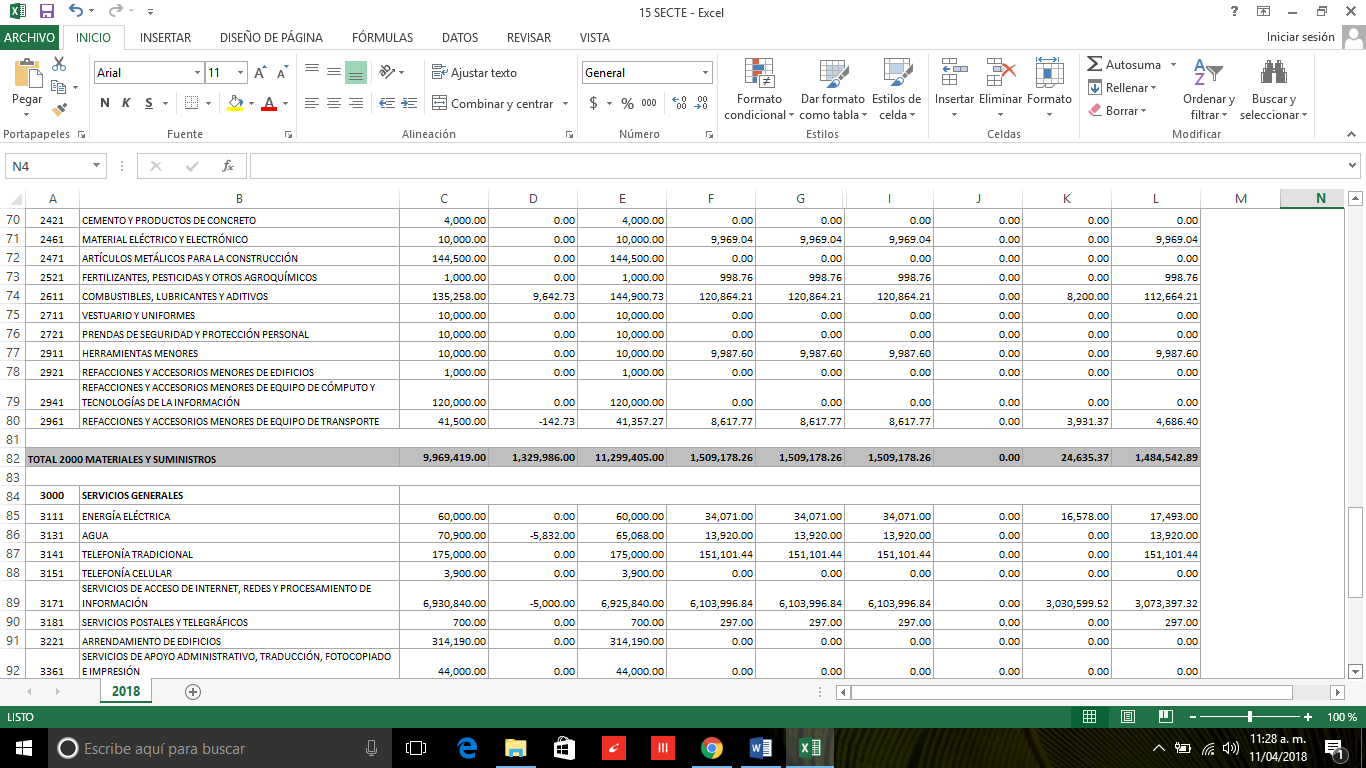 15 SECTE - Excel
?
ARCHIVO INICIO INSERTAR DISEÑO DE PÁGINA FÓRMULAS DATOS REVISAR VISTA Iniciar sesión
Pegar
Arial 11 A A
N K S A
Ajustar texto
Combinar y centrar
General
$ % 000
Formato condicional
Dar formato como tabla
Estilos de celda
Insertar Eliminar Formato
Autosuma
Rellenar
Borrar
Ordenar y filtrar
Buscar y seleccionar
Portapapeles Fuente Alineación Número Estilos Celdas Modificar
N4 fx
A B C D E F G I J K L M N
70 2421 CEMENTO Y PRODUCTOS DE CONCRETO 4,000.00 0.00 4,000.00 0.00 0.00 0.00 0.00 0.00 0.00
71 2461 MATERIAL ELÉCTRICO Y ELECTRÓNICO 10,000.00 0.00 10,000.00 9,969.04 9,969.04 9,969.04 0.00 0.00 9,969.04
72 2471 ARTÍCULOS METÁLICOS PARA LA CONSTRUCCIÓN 144,500.00 0.00 144,500.00 0.00 0.00 0.00 0.00 0.00 0.00
73 2521 FERTILIZANTES, PESTICIDAS Y OTROS AGROQUÍMICOS 1,000.00 0.00 1,000.00 998.76 998.76 998.76 0.00 0.00 998.76
74 2611 COMBUSTIBLES, LUBRICANTES Y ADITIVOS 135,258.00 9,642.73 144,900.73 120,864.21 120,864.21 120,864.21 0.00 8,200.00 112,664.21
75 2711 VESTUARIO Y UNIFORMES 10,000.00 0.00 10,000.00 0.00 0.00 0.00 0.00 0.00 0.00
76 2721 PRENDAS DE SEGURIDAD Y PROTECCIÓN PERSONAL 10,000.00 0.00 10,000.00 0.00 0.00 0.00 0.00 0.00 0.00
77 2911 HERRAMIENTAS MENORES 10,000.00 0.00 10,000.00 9,987.60 9,987.60 9,987.60 0.00 0.00 9,987.60
78 2921 REFACCIONES Y ACCESORIOS MENORES DE EDIFICIOS 1,000.00 0.00 1,000.00 0.00 0.00 0.00 0.00 0.00 0.00
REFACCIONES Y ACCESORIOS MENORES DE EQUIPO DE CÓMPUTO Y
79 2941 TECNOLOGÍAS DE LA INFORMACIÓN 120,000.00 0.00 120,000.00 0.00 0.00 0.00 0.00 0.00 0.00
80 2961 REFACCIONES Y ACCESORIOS MENORES DE EQUIPO DE TRANSPORTE 41,500.00 -142.73 41,357.27 8,617.77 8,617.77 8,617.77 0.00 3,931.37 4,686.40
81
82 TOTAL 2000 MATERIALES Y SUMINISTROS 9,969,419.00 1,329,986.00 11,299,405.00 1,509,178.26 1,509,178.26 1,509,178.26 0.00 24,635.37 1,484,542.89
83
84 3000 SERVICIOS GENERALES
85 3111 ENERGÍA ELÉCTRICA 60,000.00 0.00 60,000.00 34,071.00 34,071.00 34,071.00 0.00 16,578.00 17,493.00
86 3131 AGUA 70,900.00 -5,832.00 65,068.00 13,920.00 13,920.00 13,920.00 0.00 0.00 13,920.00
87 3141 TELEFONÍA TRADICIONAL 175,000.00 0.00 175,000.00 151,101.44 151,101.44 151,101.44 0.00 0.00 151,101.44
88 3151 TELEFONÍA CELULAR 3,900.00 0.00 3,900.00 0.00 0.00 0.00 0.00 0.00 0.00
SERVICIOS DE ACCESO DE INTERNET, REDES Y PROCESAMIENTO DE
89 3171 INFORMACIÓN 6,930,840.00 -5,000.00 6,925,840.00 6,103,996.84 6,103,996.84 6,103,996.84 0.00 3,030,599.52 3,073,397.32
90 3181 SERVICIOS POSTALES Y TELEGRÁFICOS 700.00 0.00 700.00 297.00 297.00 297.00 0.00 0.00 297.00
91 3221 ARRENDAMIENTO DE EDIFICIOS 314,190.00 0.00 314,190.00 0.00 0.00 0.00 0.00 0.00 0.00
SERVICIOS DE APOYO ADMINISTRATIVO, TRADUCCIÓN, FOTOCOPIADO
92 3361 E IMPRESIÓN 44,000.00 0.00 44,000.00 0.00 0.00 0.00 0.00 0.00 0.00
2018
LISTO 100 %
Escribe aquí para buscar
11:28 a. m.
11/04/2018
1